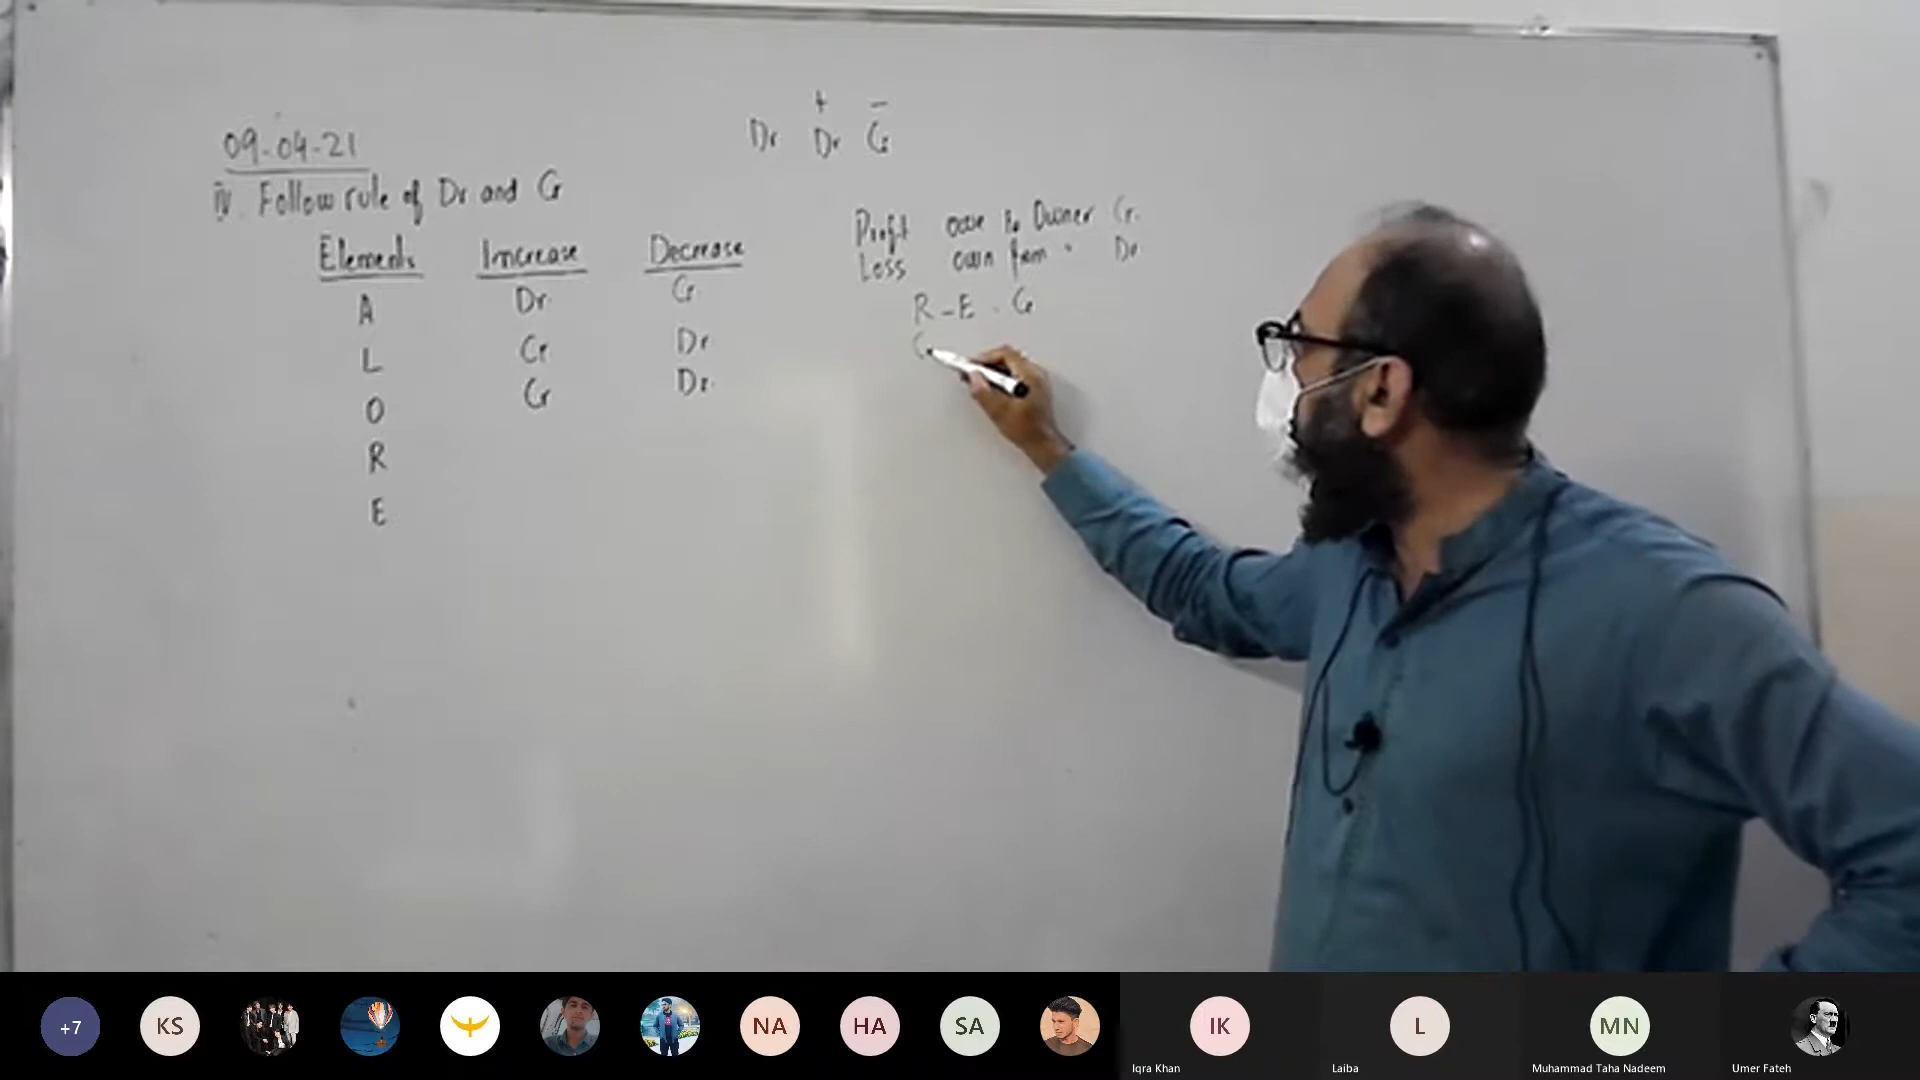 09-04-21
iv. Follow rule of Dr and Cr
Elements Increase Decrease
A Dr Cr
L Cr Dr
O Cr Dr
R
E
+ -
Dr Dr Cr
Profit owe to Owner Cr.
Loss own from " Dr
R - E . Cr
C
+7
KS
NA
HA
SA
IK
Iqra Khan
L
Laiba
MN
Muhammad Taha Nadeem
Umer Fateh